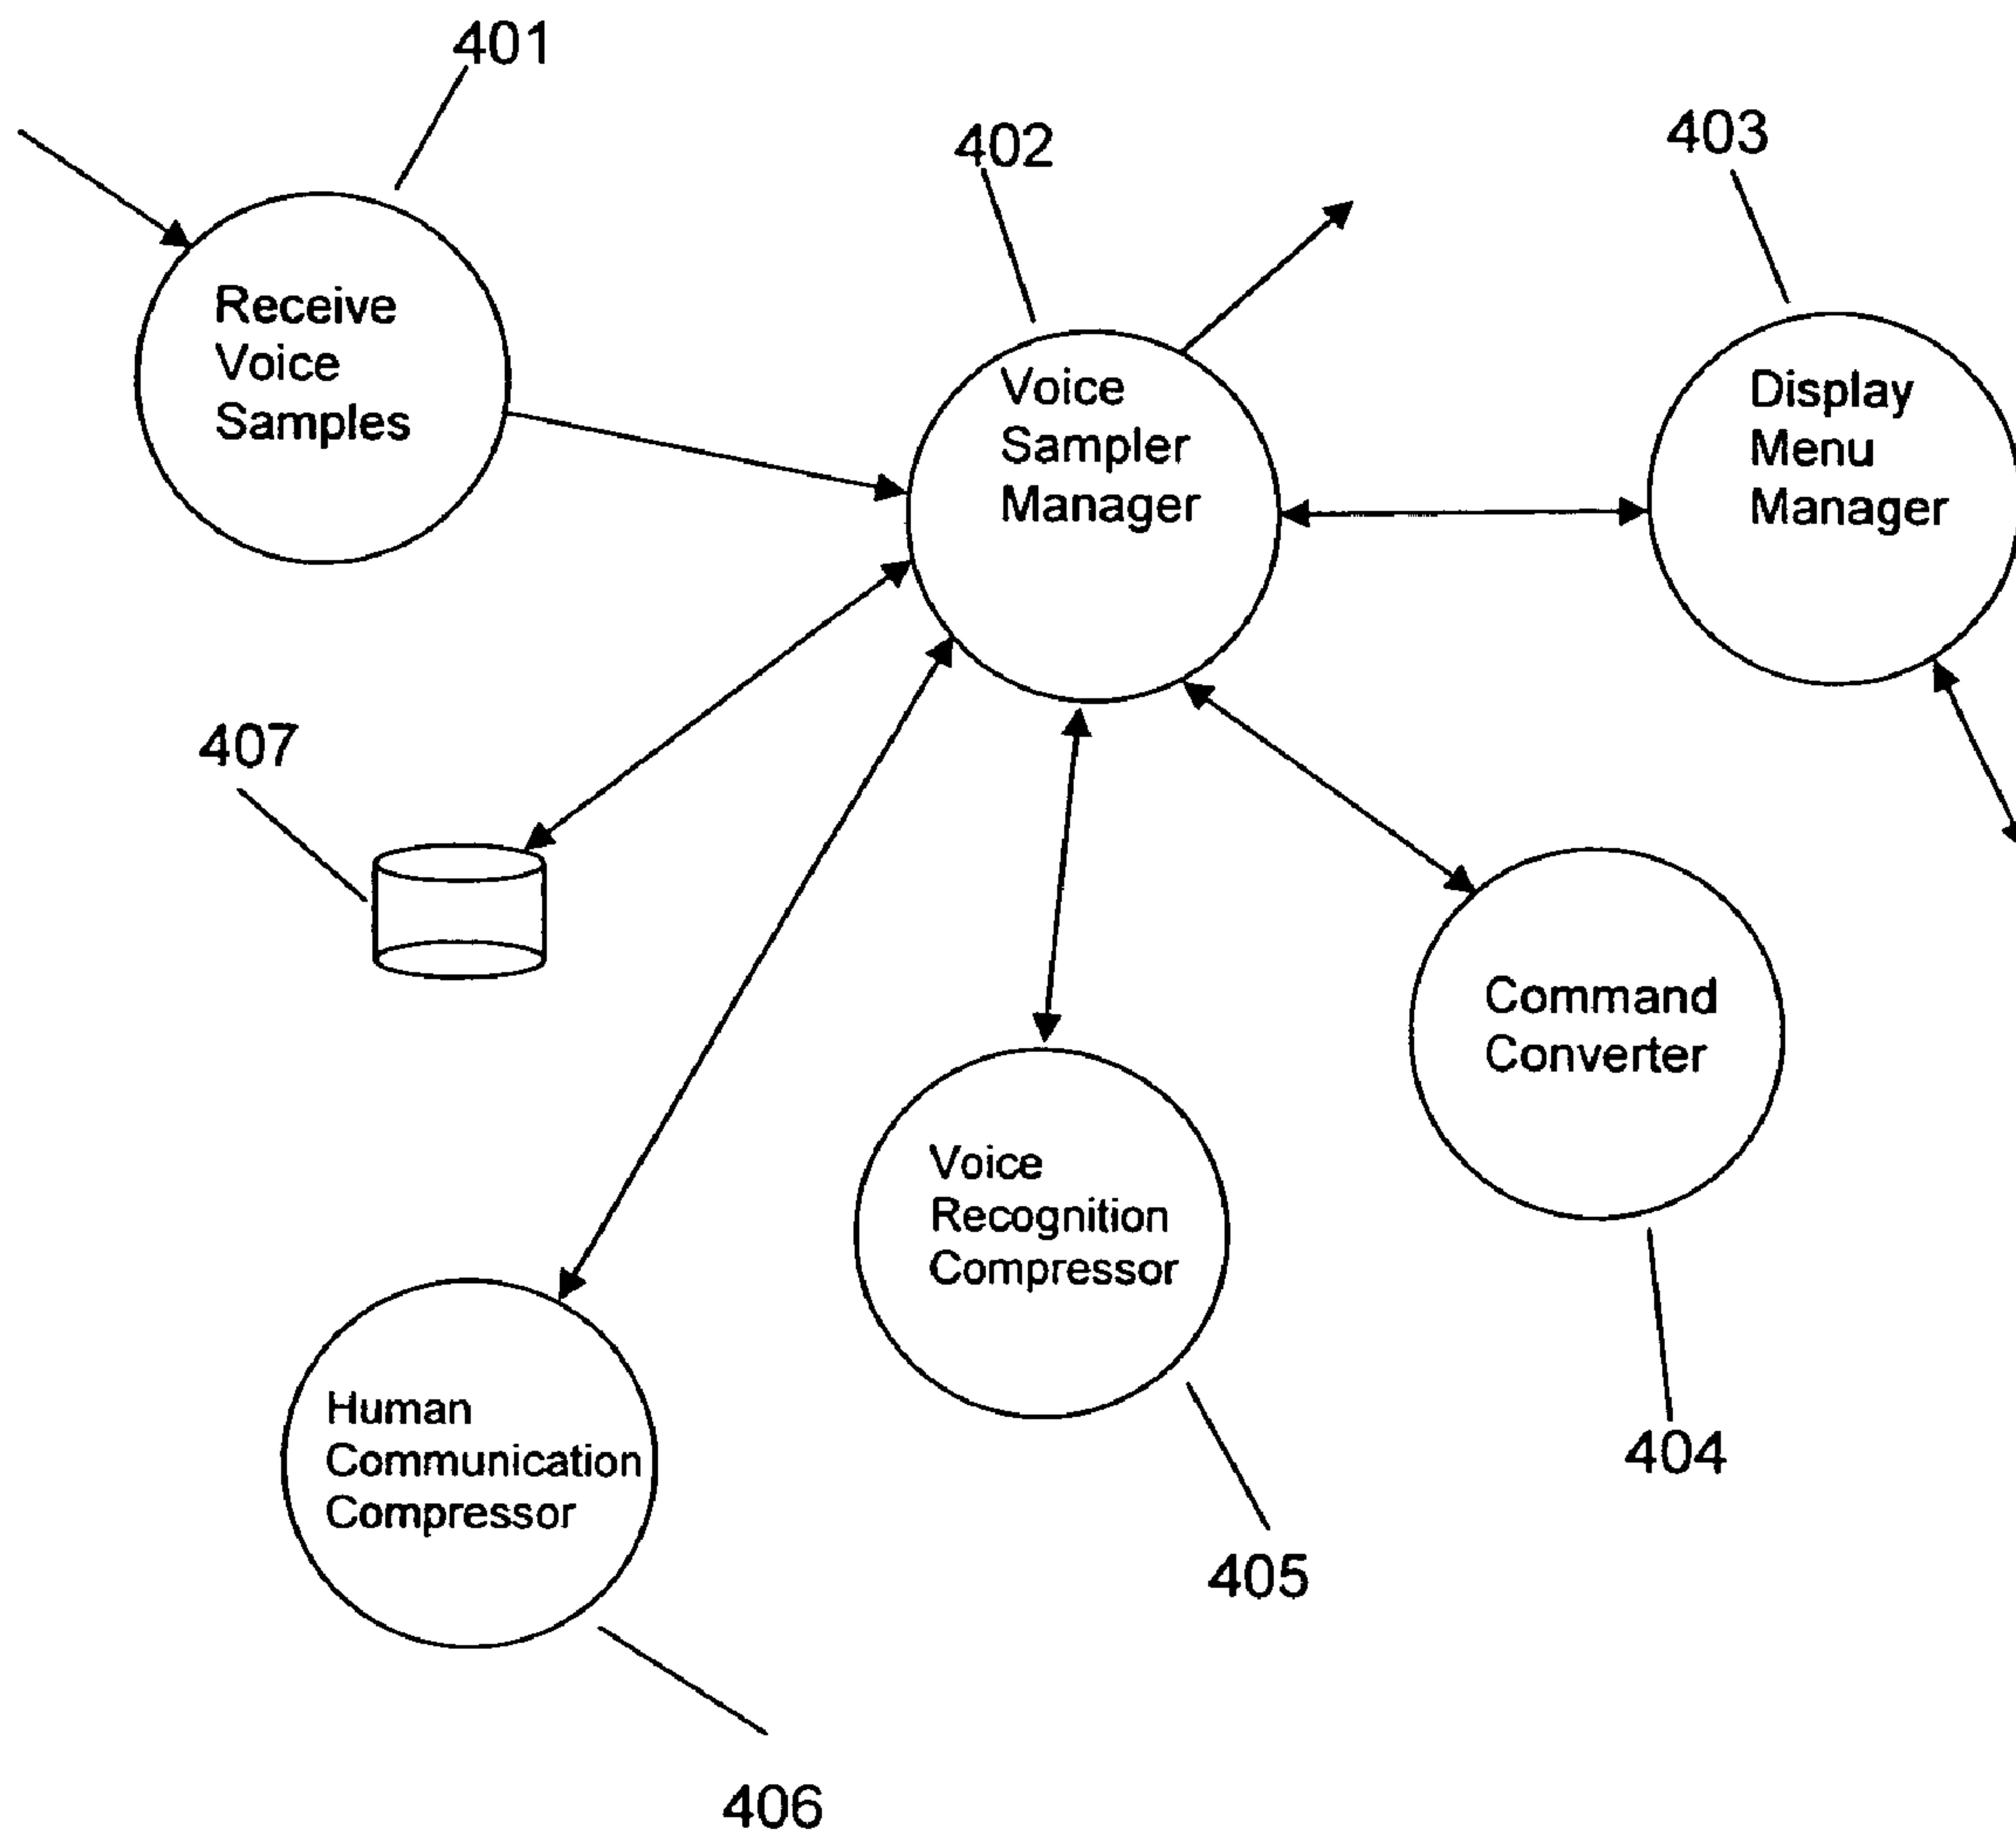 401
402
403
Receive
Voice
Samples
Voice
Sampler
Manager
Display
Menu
Manager
407
Command
Converter
Voice
Recognition
Compressor
Human
Communication
Compressor
404
405
406